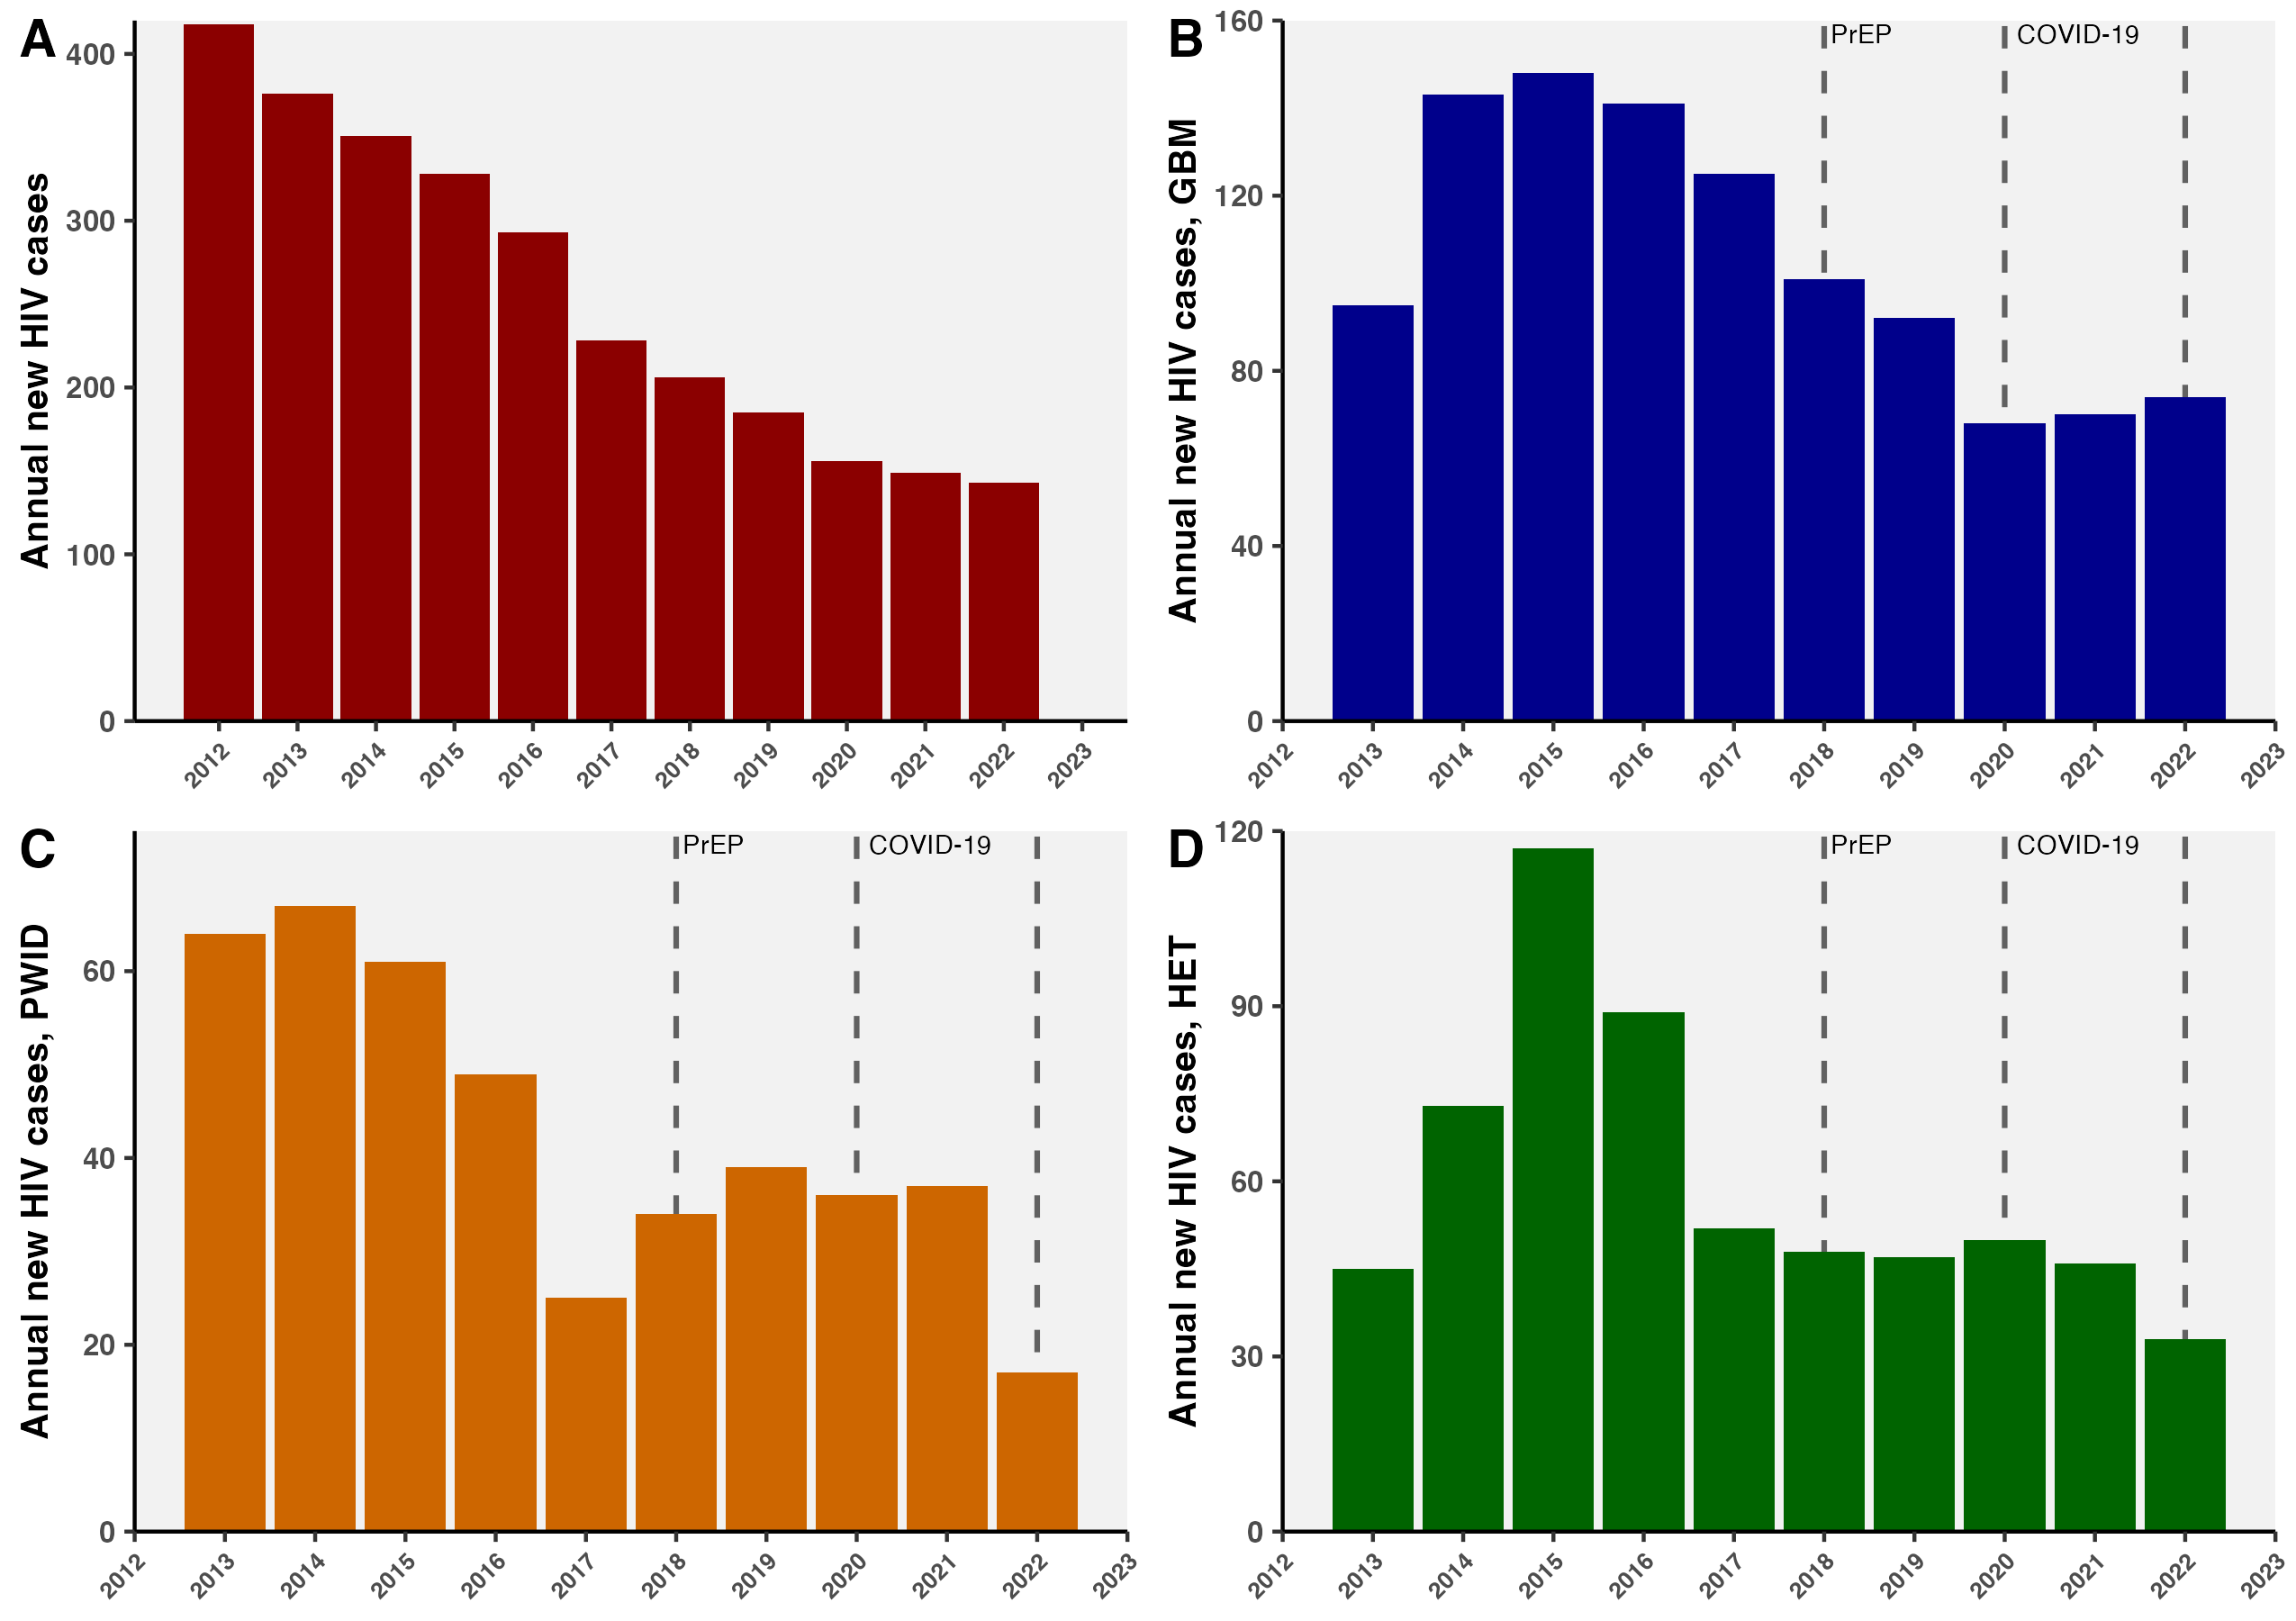 A
Annual new HIV cases
400
300
200
100
0
2012 2013 2014 2015 2016 2017 2018 2019 2020 2021 2022 2023
B
Annual new HIV cases, GBM
160
120
80
40
0
PrEP COVID-19
2012 2013 2014 2015 2016 2017 2018 2019 2020 2021 2022 2023
C
Annual new HIV cases, PWID
60
40
20
0
PrEP COVID-19
2012 2013 2014 2015 2016 2017 2018 2019 2020 2021 2022 2023
D
Annual new HIV cases, HET
120
90
60
30
0
PrEP COVID-19
2012 2013 2014 2015 2016 2017 2018 2019 2020 2021 2022 2023